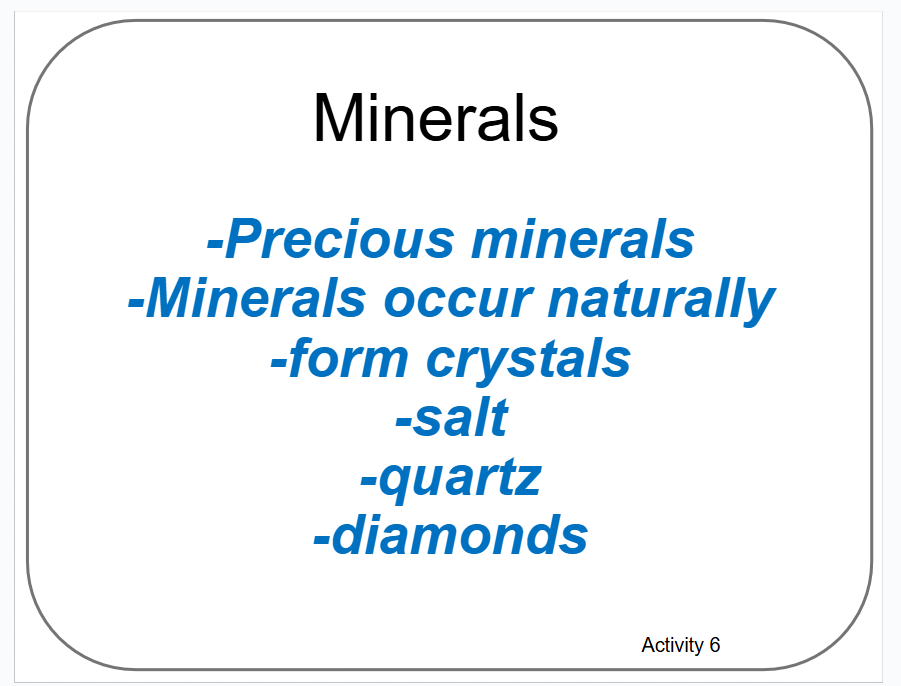 Minerals
-Precious minerals
-Minerals occur naturally
-form crystals
-salt
-quartz
-diamonds
Activity 6